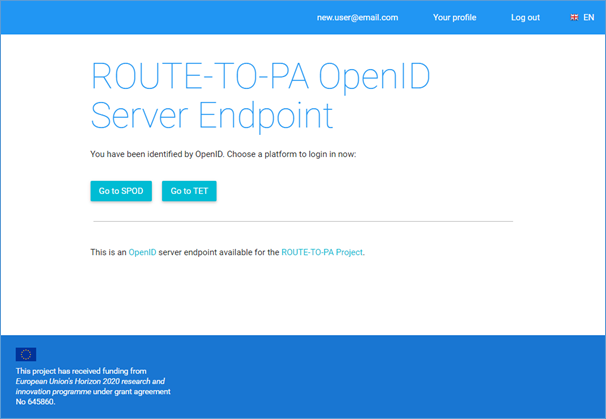 new.user@email.com Your profile Log out EN
ROUTE-TO-PA OpenID
Server Endpoint
You have been identified by OpenID. Choose a platform to login in now:
Go to SPOD Go to TET
This is an OpenID server endpoint available for the ROUTE-TO-PA Project.
This project has received funding from
European Union's Horizon 2020 research and
innovation programme under grant agreement
No 645860.